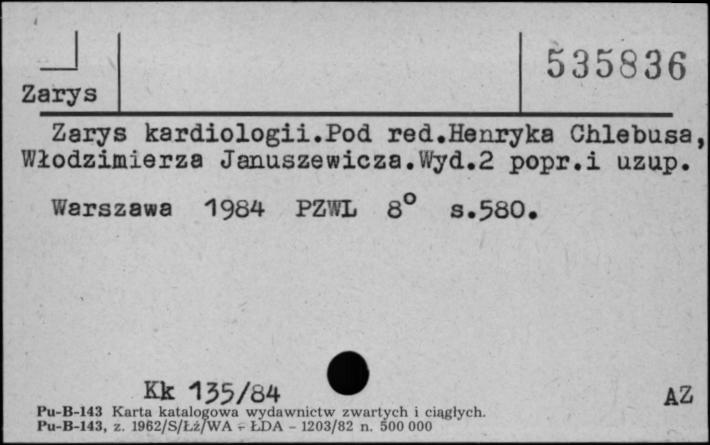 535836
Zarys
Zarys kardiologii.Pod red.Henryka Chlebusa,
Włodzimierza Januszewicza.Wyd.2 popr.i uzup.
Warszawa 1984 PZWL 8° s.580.
Kk 135/84
AZ
Pu-B-143 Karta katalogowa wydawnictw zwartych i ciągłych.
Pu-B-143, z. 1962/S/Łż/WA - ŁDA - 1203/82 n. 500 000